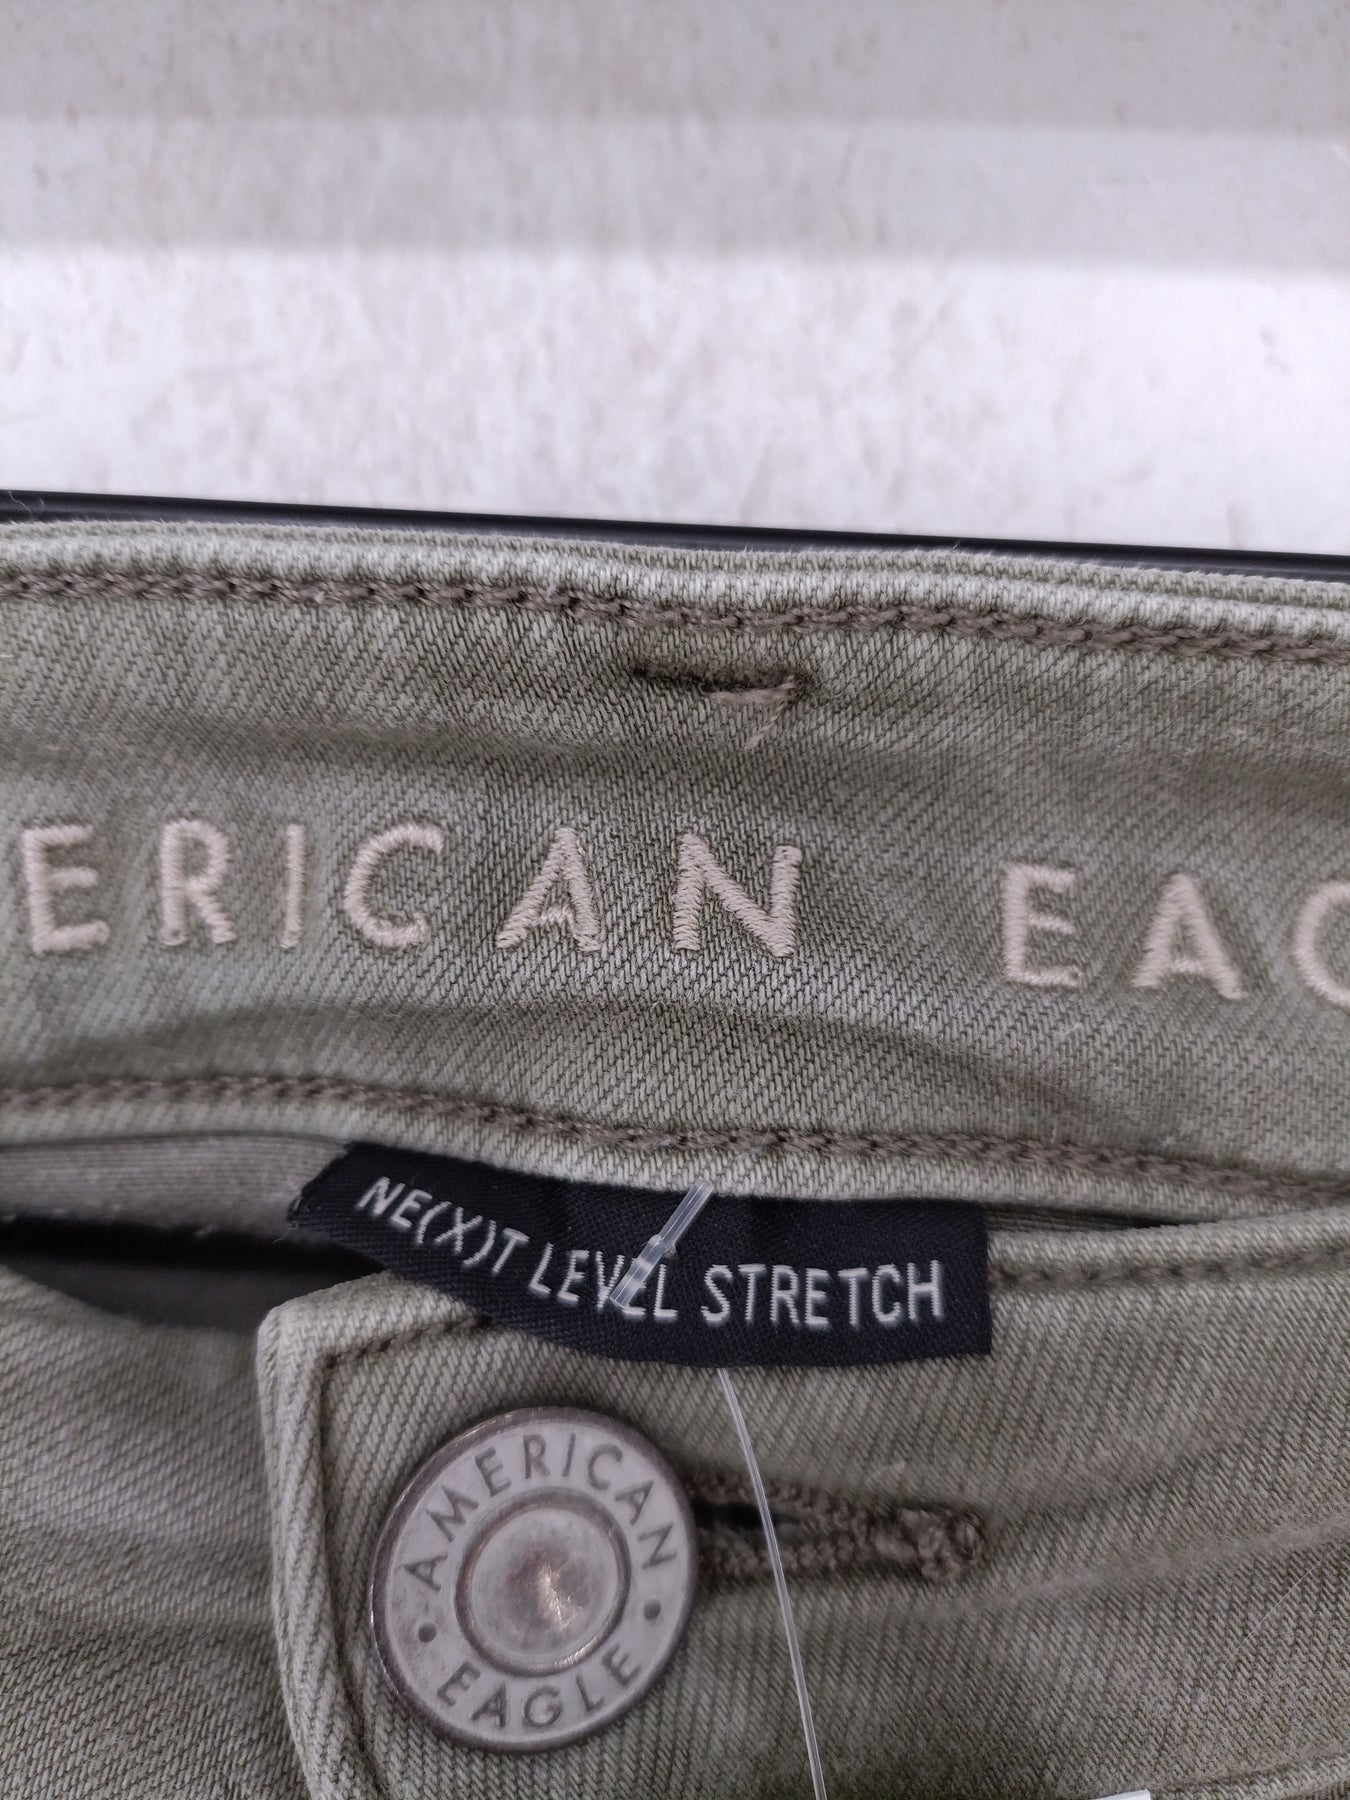 ERICAN EAG
NE(X)T LEVEL STRETCH
AMERICAN
• EAGLE •